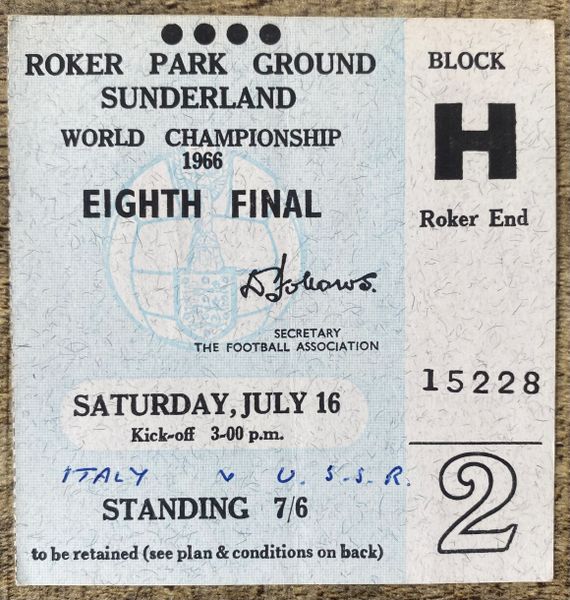 ROKER PARK GROUND
SUNDERLAND
WORLD CHAMPIONSHIP
1966
EIGHTH FINAL
D Follows.
SECRETARY
THE FOOTBALL ASSOCIATION
SATURDAY, JULY 16
Kick-off 3-00 p.m.
ITALY v U.S.S.R.
STANDING 7/6
to be retained (see plan & conditions on back)
BLOCK
H
Roker End
15228
2